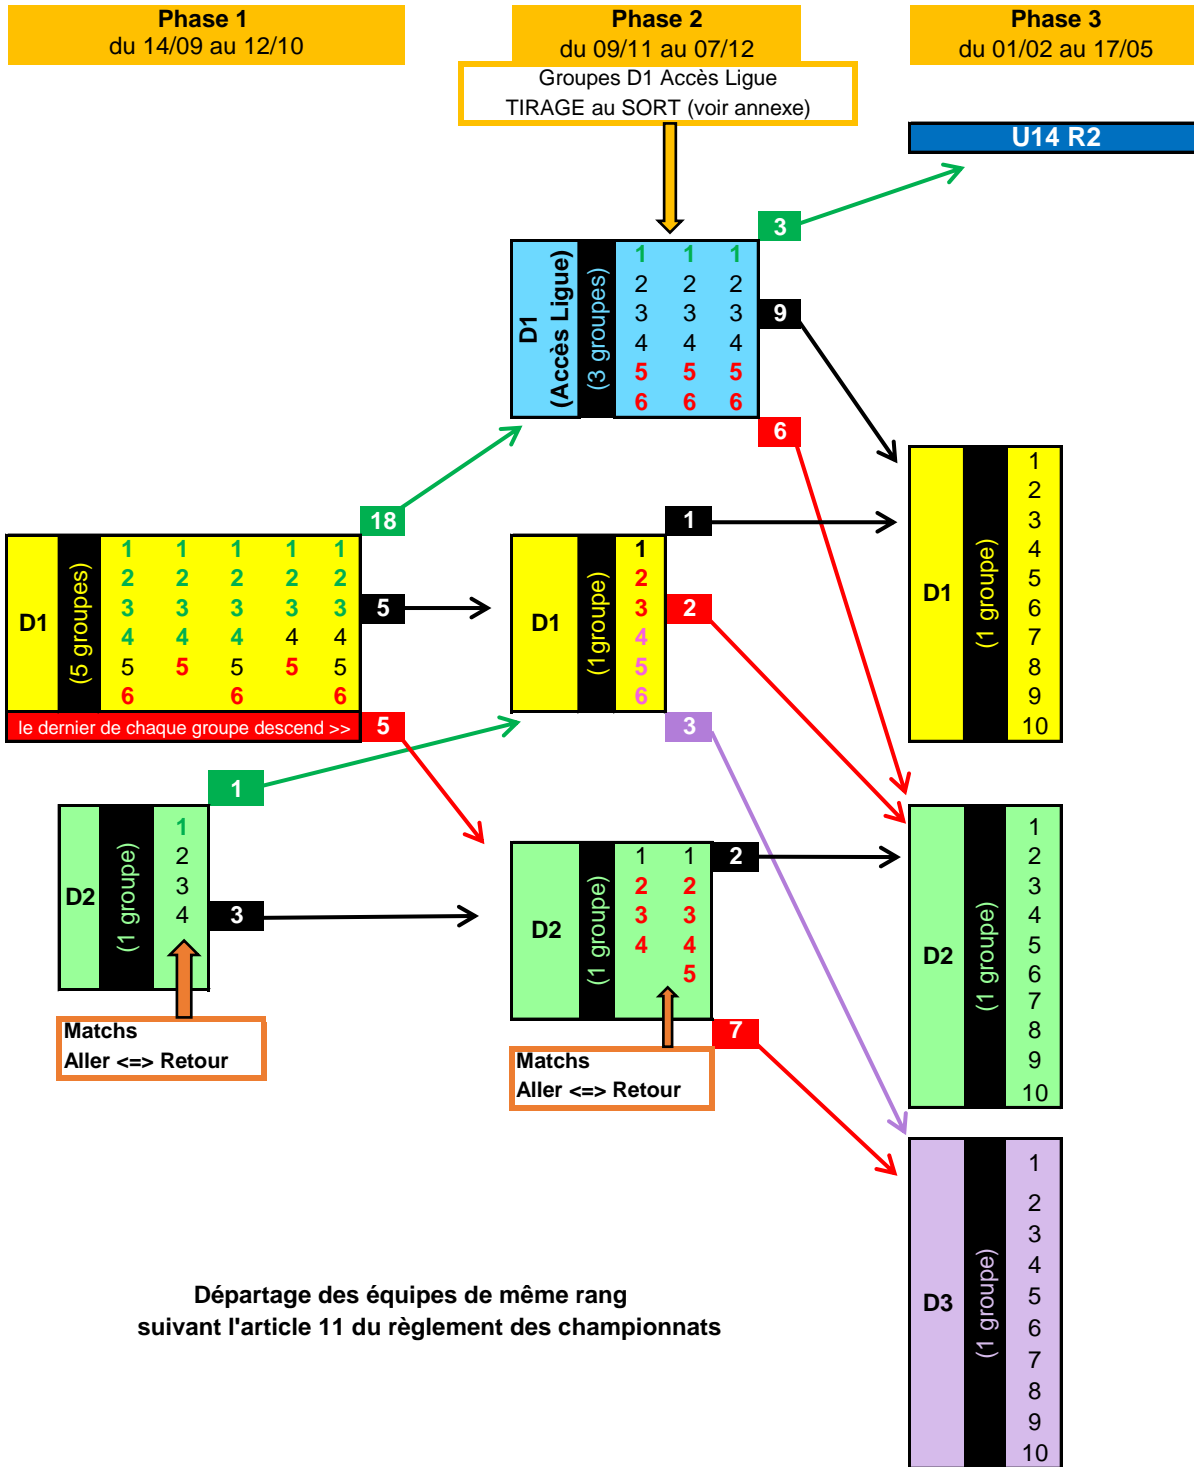 Phase 1
du 14/09 au 12/10
Phase 2
du 09/11 au 07/12
Phase 3
du 01/02 au 17/05
Groupes D1 Accès Ligue
TIRAGE au SORT (voir annexe)
U14 R2
3
D1
(Accès Ligue)
(3 groupes)
1 1 1
2 2 2
3 3 3
4 4 4
5 5 5
6 6 6
9
6
18
D1
(5 groupes)
1 1 1 1 1
2 2 2 2 2
3 3 3 3 3
4 4 4 4 4
5 5 5 5 5
6 6 6
5
le dernier de chaque groupe descend >>
5
1
D1
(1groupe)
1
2
3
4
5
6
2
3
D1
(1 groupe)
1
2
3
4
5
6
7
8
9
10
1
D2
(1 groupe)
1
2
3
4
3
Matchs
Aller <=> Retour
D2
(1 groupe)
1 1
2 2
3 3
4 4
5
2
7
Matchs
Aller <=> Retour
D2
(1 groupe)
1
2
3
4
5
6
7
8
9
10
D3
(1 groupe)
1
2
3
4
5
6
7
8
9
10
Départage des équipes de même rang
suivant l'article 11 du règlement des championnats